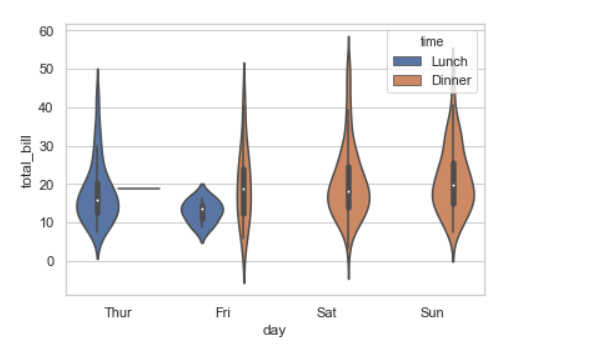 60
50
40
30
20
10
0
total_bill
time
Lunch
Dinner
Thur Fri Sat Sun
day